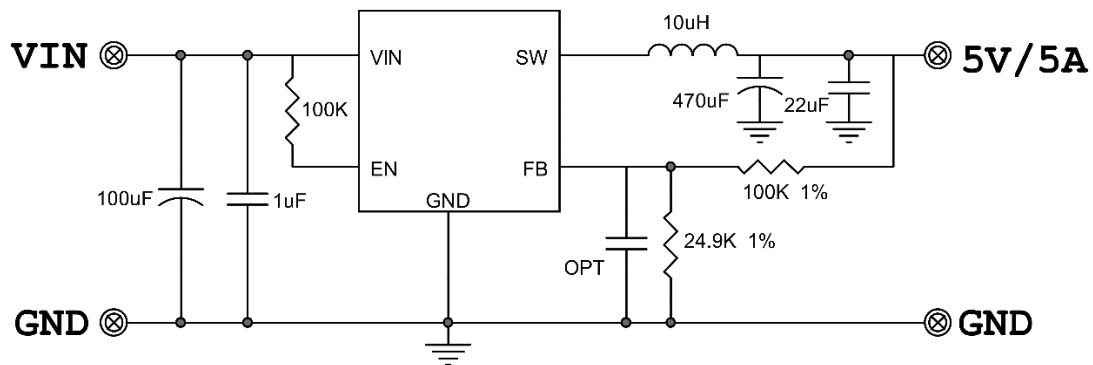 10uH
VIN
VIN
SW
5V/5A
470uF
22uF
100K
EN
FB
100K 1%
100uF
1uF
GND
24.9K 1%
OPT
GND
GND